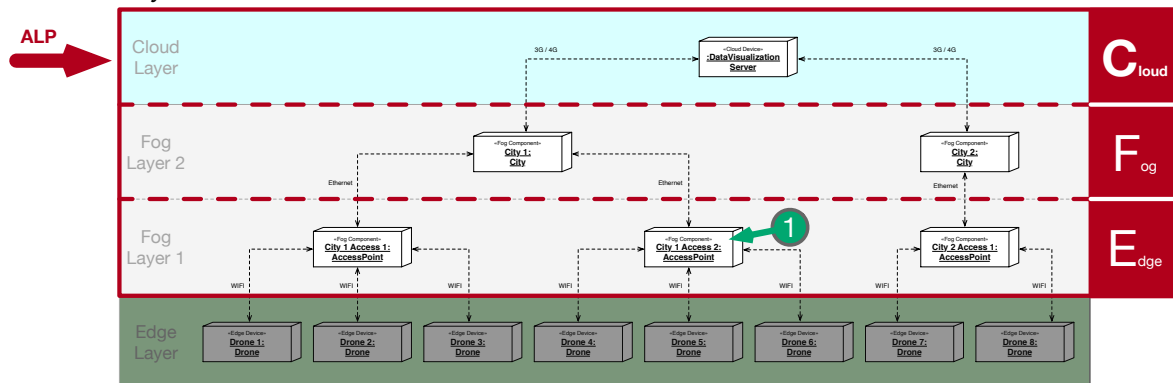 ALP
Cloud
Layer
3G / 4G
«Cloud Device»
:DataVisualization
Server
3G / 4G
Cloud
Fog
Layer 2
«Fog Component»
City 1:
City
«Fog Component»
City 2:
City
Fog
Ethernet
Ethernet
Ethernet
Fog
Layer 1
«Fog Component»
City 1 Access 1:
AccessPoint
«Fog Component»
City 1 Access 2:
AccessPoint
1
«Fog Component»
City 2 Access 1:
AccessPoint
Edge
WIFI
WIFI
WIFI
WIFI
WIFI
WIFI
WIFI
WIFI
Edge
Layer
«Edge Device»
Drone 1:
Drone
«Edge Device»
Drone 2:
Drone
«Edge Device»
Drone 3:
Drone
«Edge Device»
Drone 4:
Drone
«Edge Device»
Drone 5:
Drone
«Edge Device»
Drone 6:
Drone
«Edge Device»
Drone 7:
Drone
«Edge Device»
Drone 8:
Drone